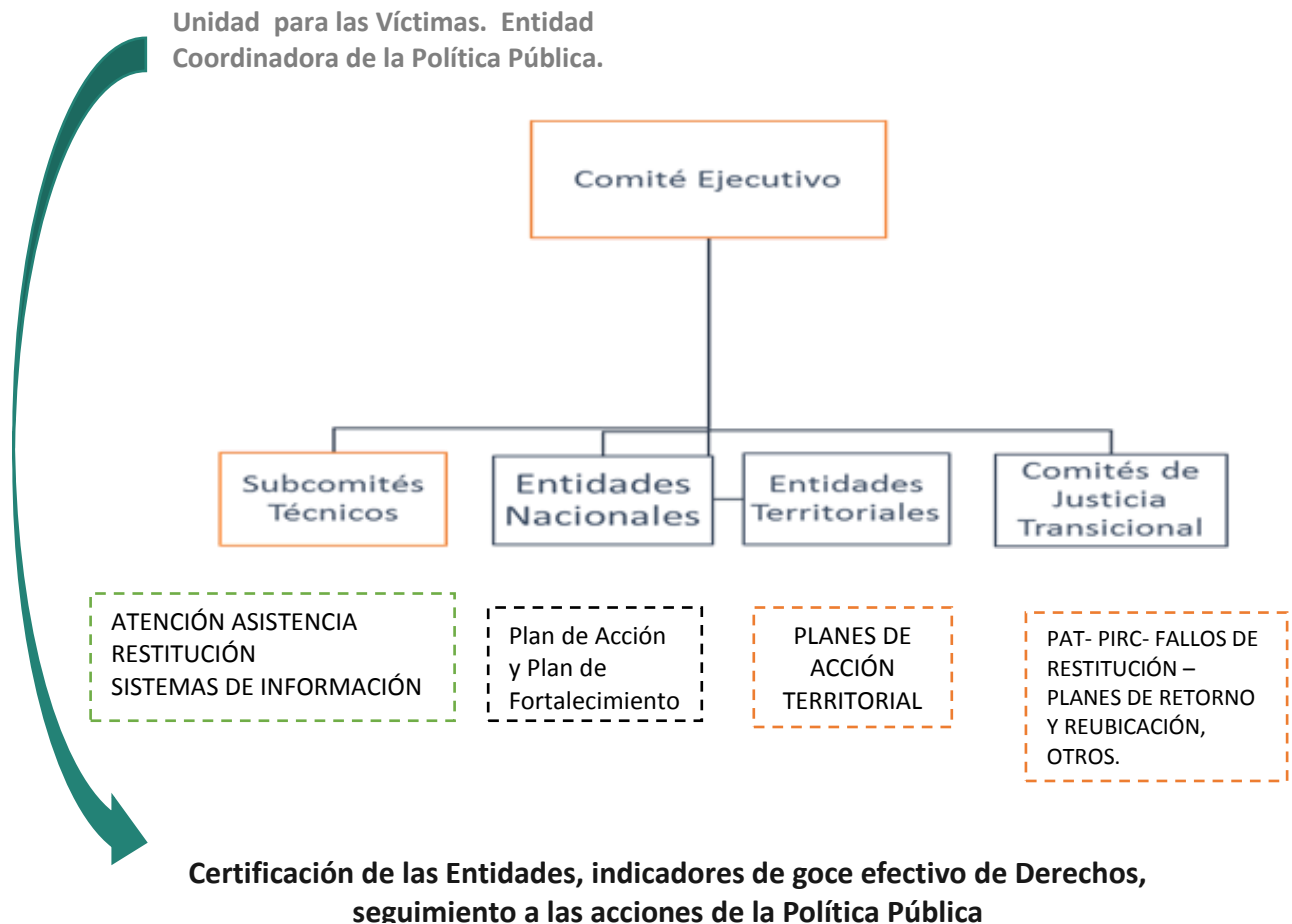 Unidad para las Víctimas. Entidad
Coordinadora de la Política Pública.
Comité Ejecutivo
Subcomités
Técnicos
Entidades
Nacionales
Entidades
Territoriales
Comités de
Justicia
Transicional
ATENCIÓN ASISTENCIA
RESTITUCIÓN
SISTEMAS DE INFORMACIÓN
Plan de Acción
y Plan de
Fortalecimiento
PLANES DE
ACCIÓN
TERRITORIAL
PAT- PIRC- FALLOS DE
RESTITUCIÓN –
PLANES DE RETORNO
Y REUBICACIÓN,
OTROS.
Certificación de las Entidades, indicadores de goce efectivo de Derechos,
seguimiento a las acciones de la Política Pública